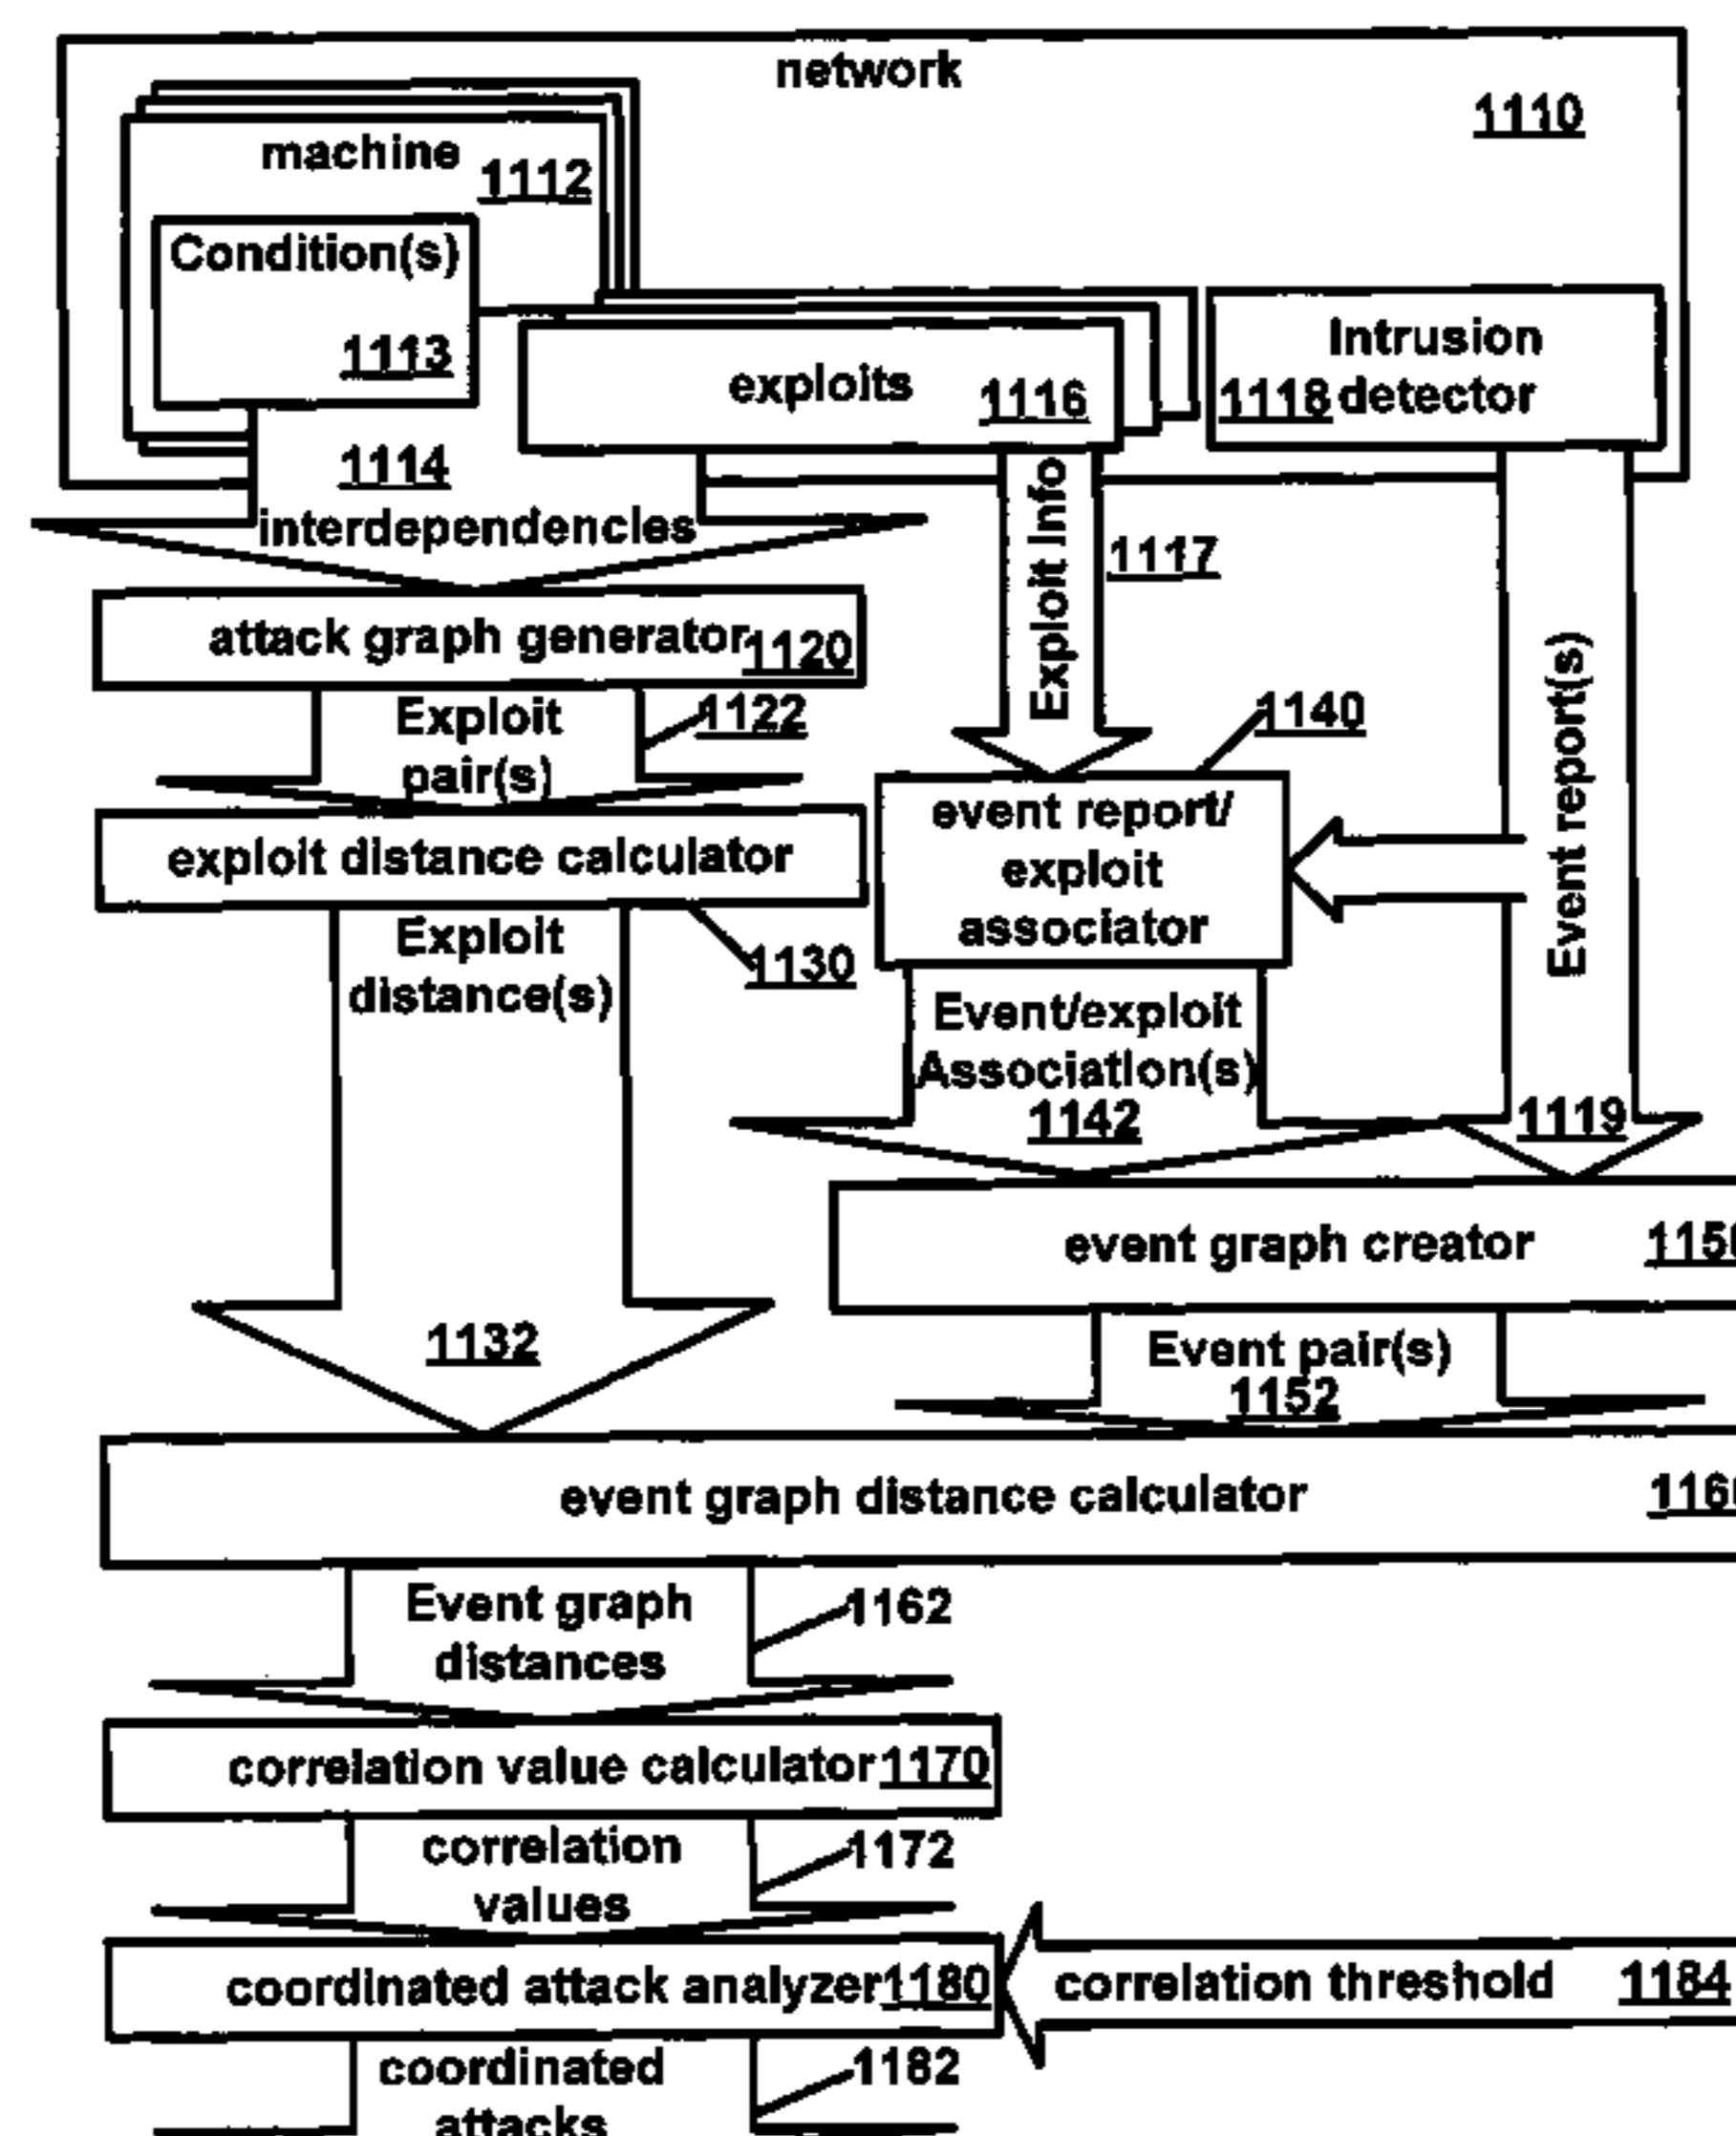 network
1110
machine
1112
Condition(s)
1113
exploits
1116
Intrusion
1118 detector
1114
interdependencies
Exploit Info
1117
attack graph generator 1120
Exploit
pair(s)
1122
1140
exploit distance calculator
1130
event report/
exploit
associator
Event report(s)
Exploit
distance(s)
Event/exploit
Association(s)
1142
1119
event graph creator
1132
Event pair(s)
1152
event graph distance calculator
Event graph
distances
1162
correlation value calculator 1170
correlation
values
1172
coordinated attack analyzer 1180
correlation threshold 1184
coordinated
attacks
1182